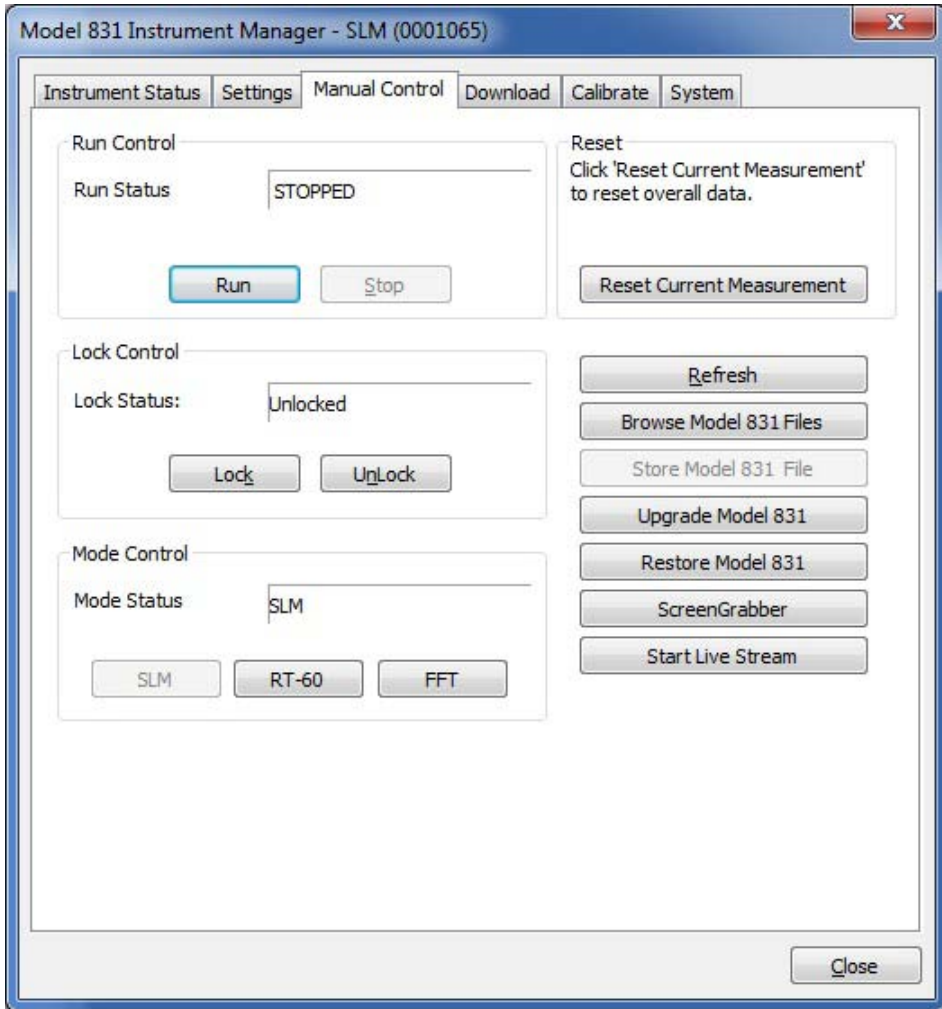 Model 831 Instrument Manager - SLM (0001065)
Instrument Status Settings Manual Control Download Calibrate System
Run Control
Run Status STOPPED
Run Stop
Reset
Click 'Reset Current Measurement'
to reset overall data.
Reset Current Measurement
Lock Control
Lock Status: Unlocked
Lock UnLock
Mode Control
Mode Status SLM
SLM RT-60 FFT
Refresh
Browse Model 831 Files
Store Model 831 File
Upgrade Model 831
Restore Model 831
ScreenGrabber
Start Live Stream
Close